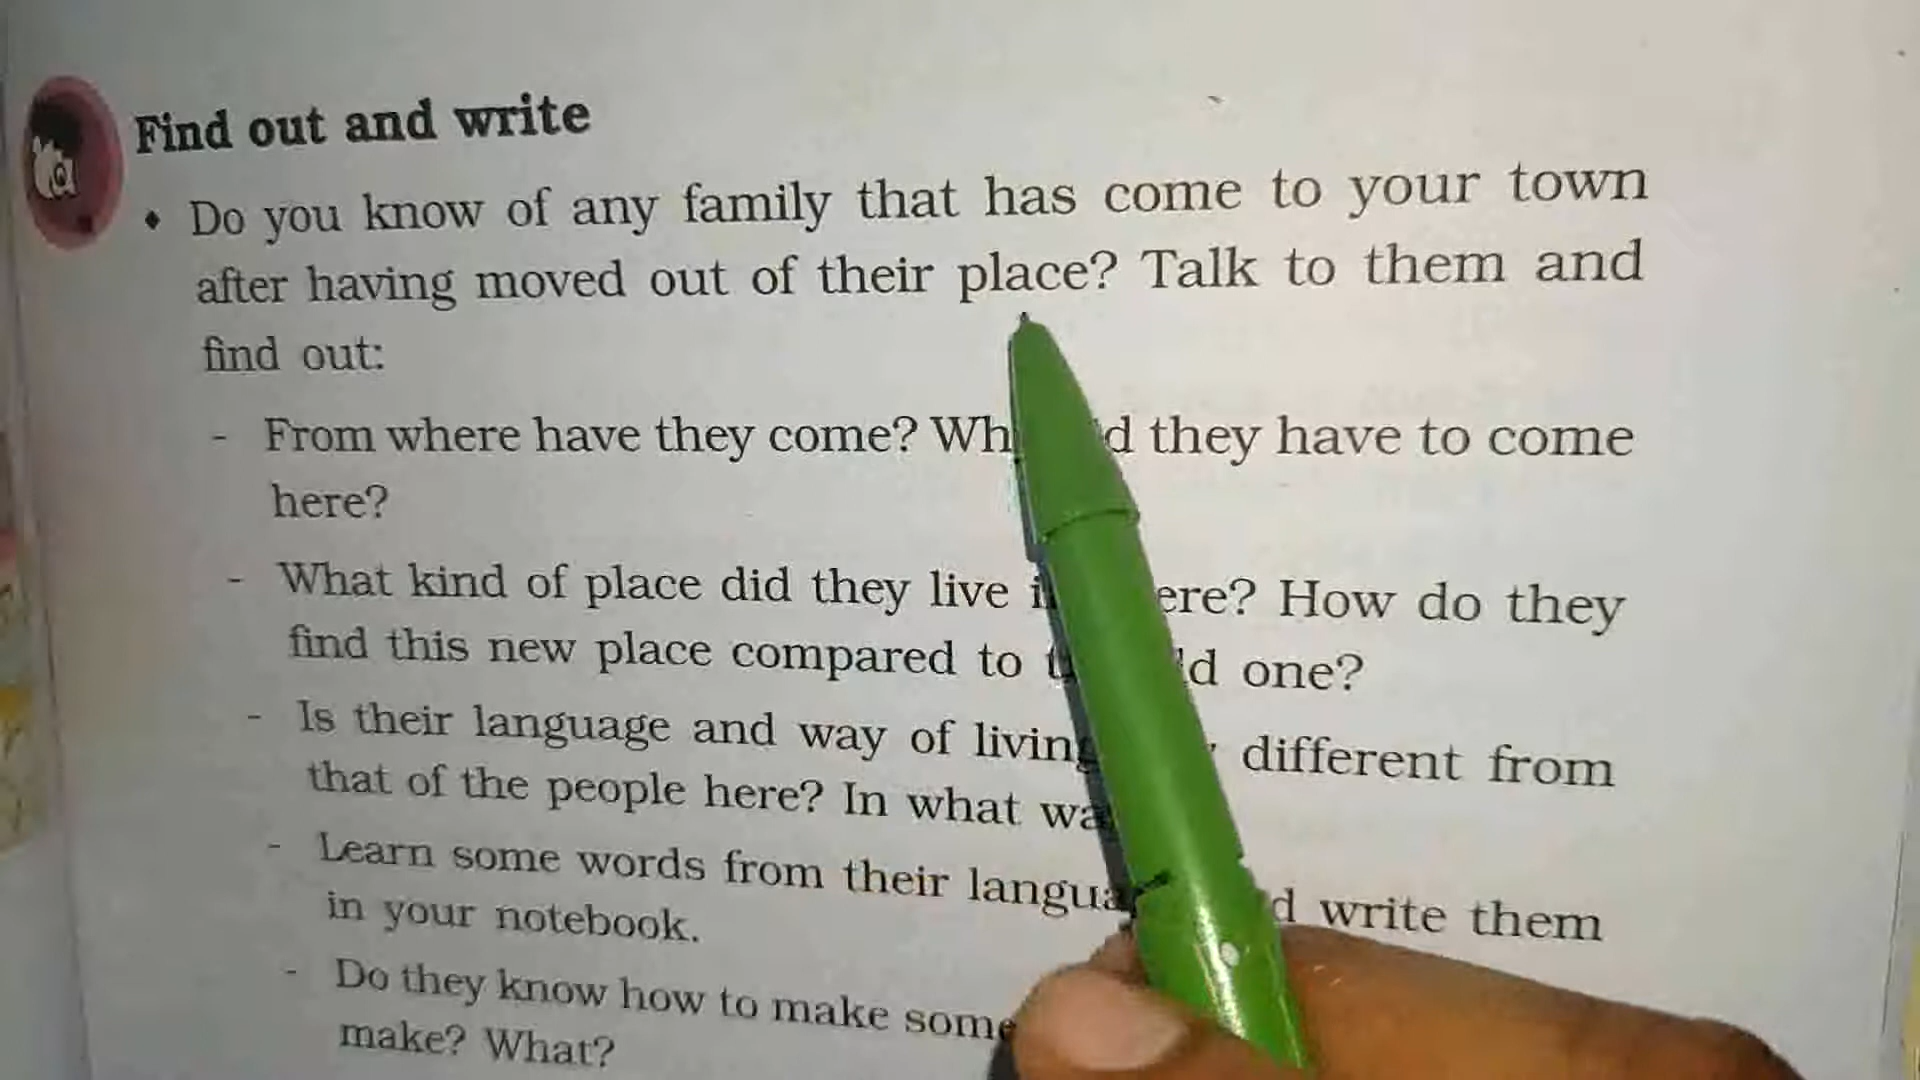 Find out and write
• Do you know of any family that has come to your town
after having moved out of their place? Talk to them and
find out:
- From where have they come? Wh d they have to come
here?
- What kind of place did they live ere? How do they
find this new place compared to d one?
- Is their language and way of living different from
that of the people here? In what wa
- Learn some words from their langua d write them
in your notebook.
- Do they know how to make some
make? What?